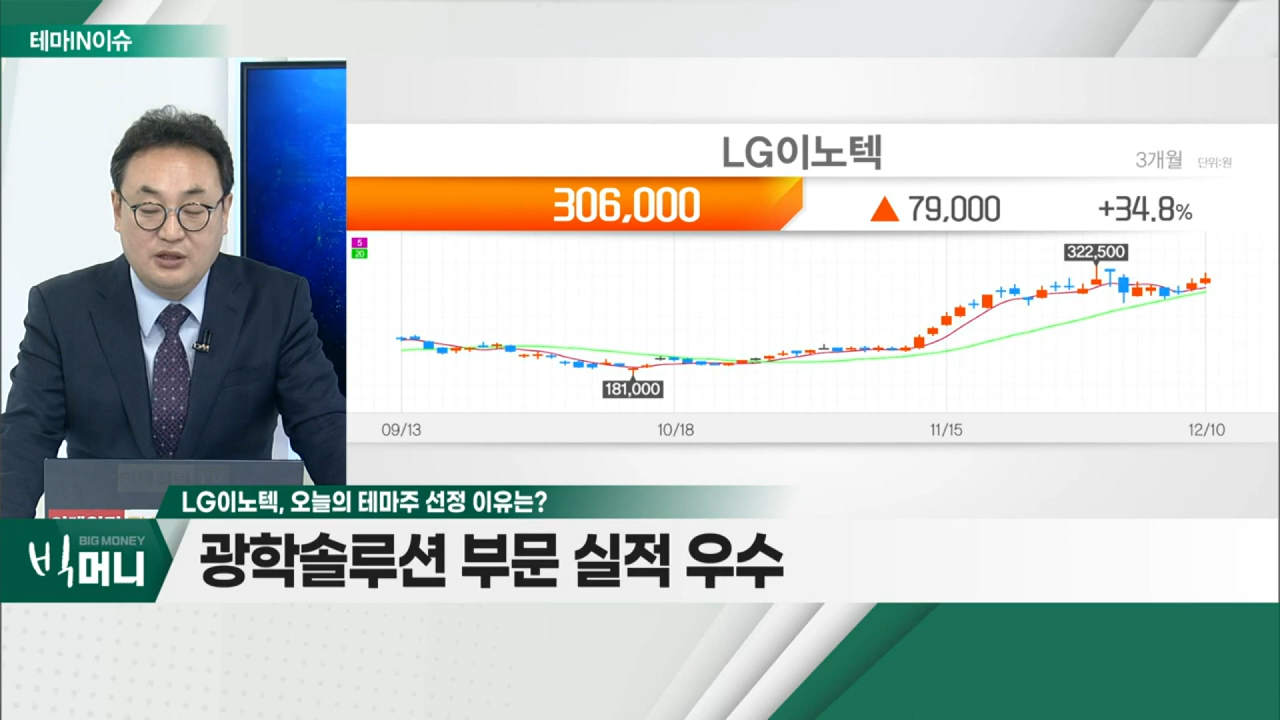 테마IN이슈
LG이노텍
3개월 단위:원
306,000 ▲ 79,000 +34.8%
5
20
322,500
181,000
09/13 10/18 11/15 12/10
LG이노텍, 오늘의 테마주 선정 이유는?
BIG MONEY
빅머니
광학솔루션 부문 실적 우수